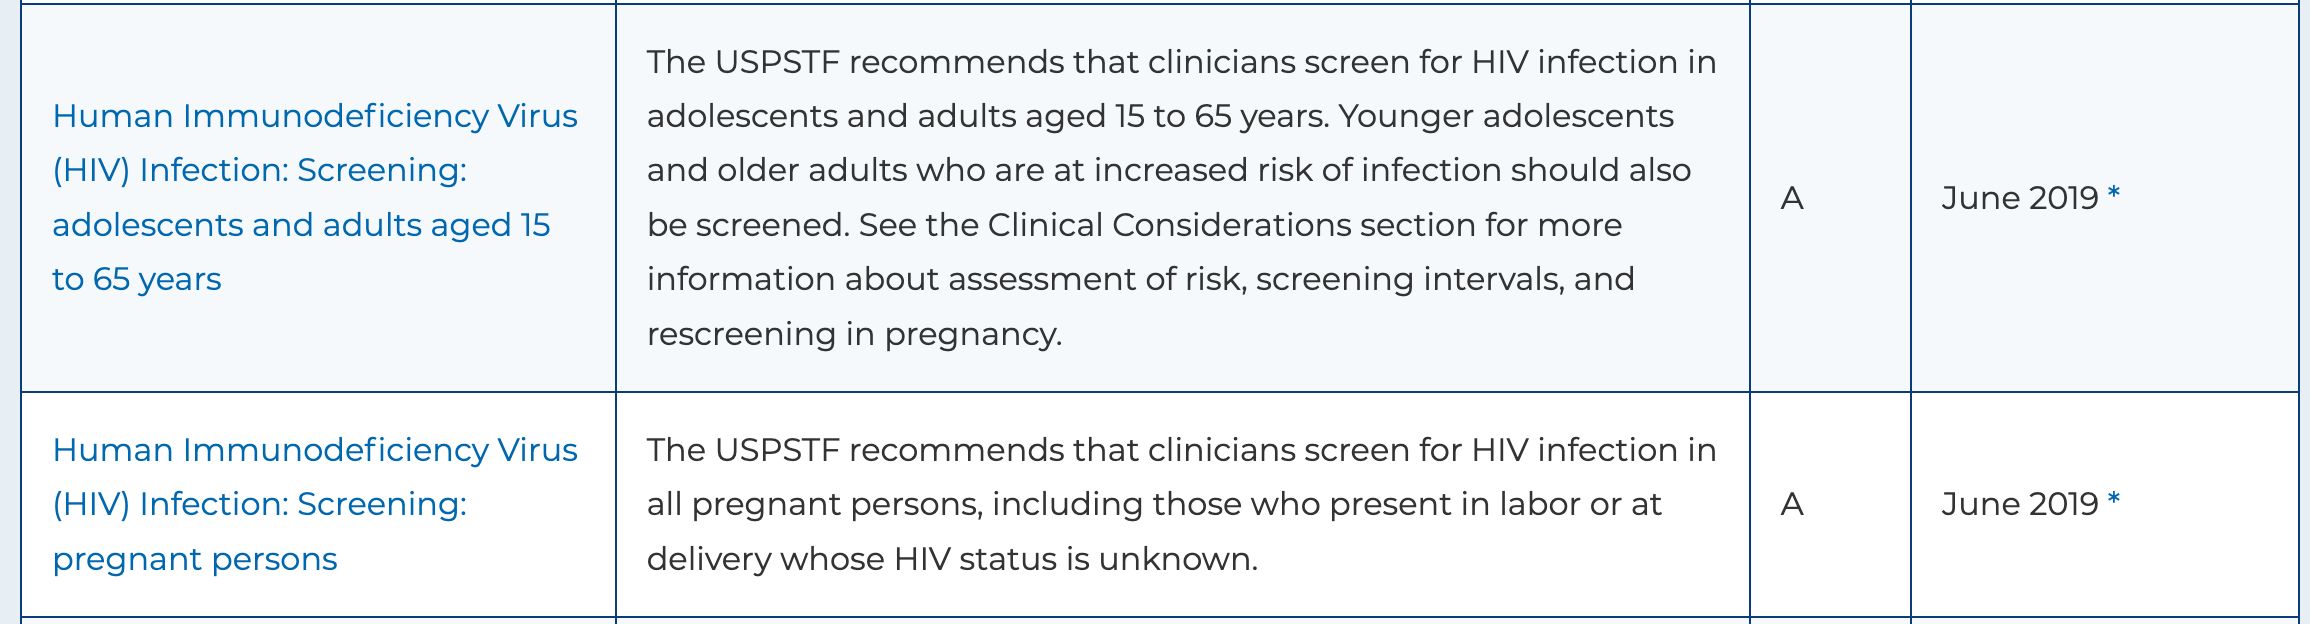 Human Immunodeficiency Virus
(HIV) Infection: Screening:
adolescents and adults aged 15
to 65 years
The USPSTF recommends that clinicians screen for HIV infection in
adolescents and adults aged 15 to 65 years. Younger adolescents
and older adults who are at increased risk of infection should also
be screened. See the Clinical Considerations section for more
information about assessment of risk, screening intervals, and
rescreening in pregnancy.
A
June 2019 *
Human Immunodeficiency Virus
(HIV) Infection: Screening:
pregnant persons
The USPSTF recommends that clinicians screen for HIV infection in
all pregnant persons, including those who present in labor or at
delivery whose HIV status is unknown.
A
June 2019 *